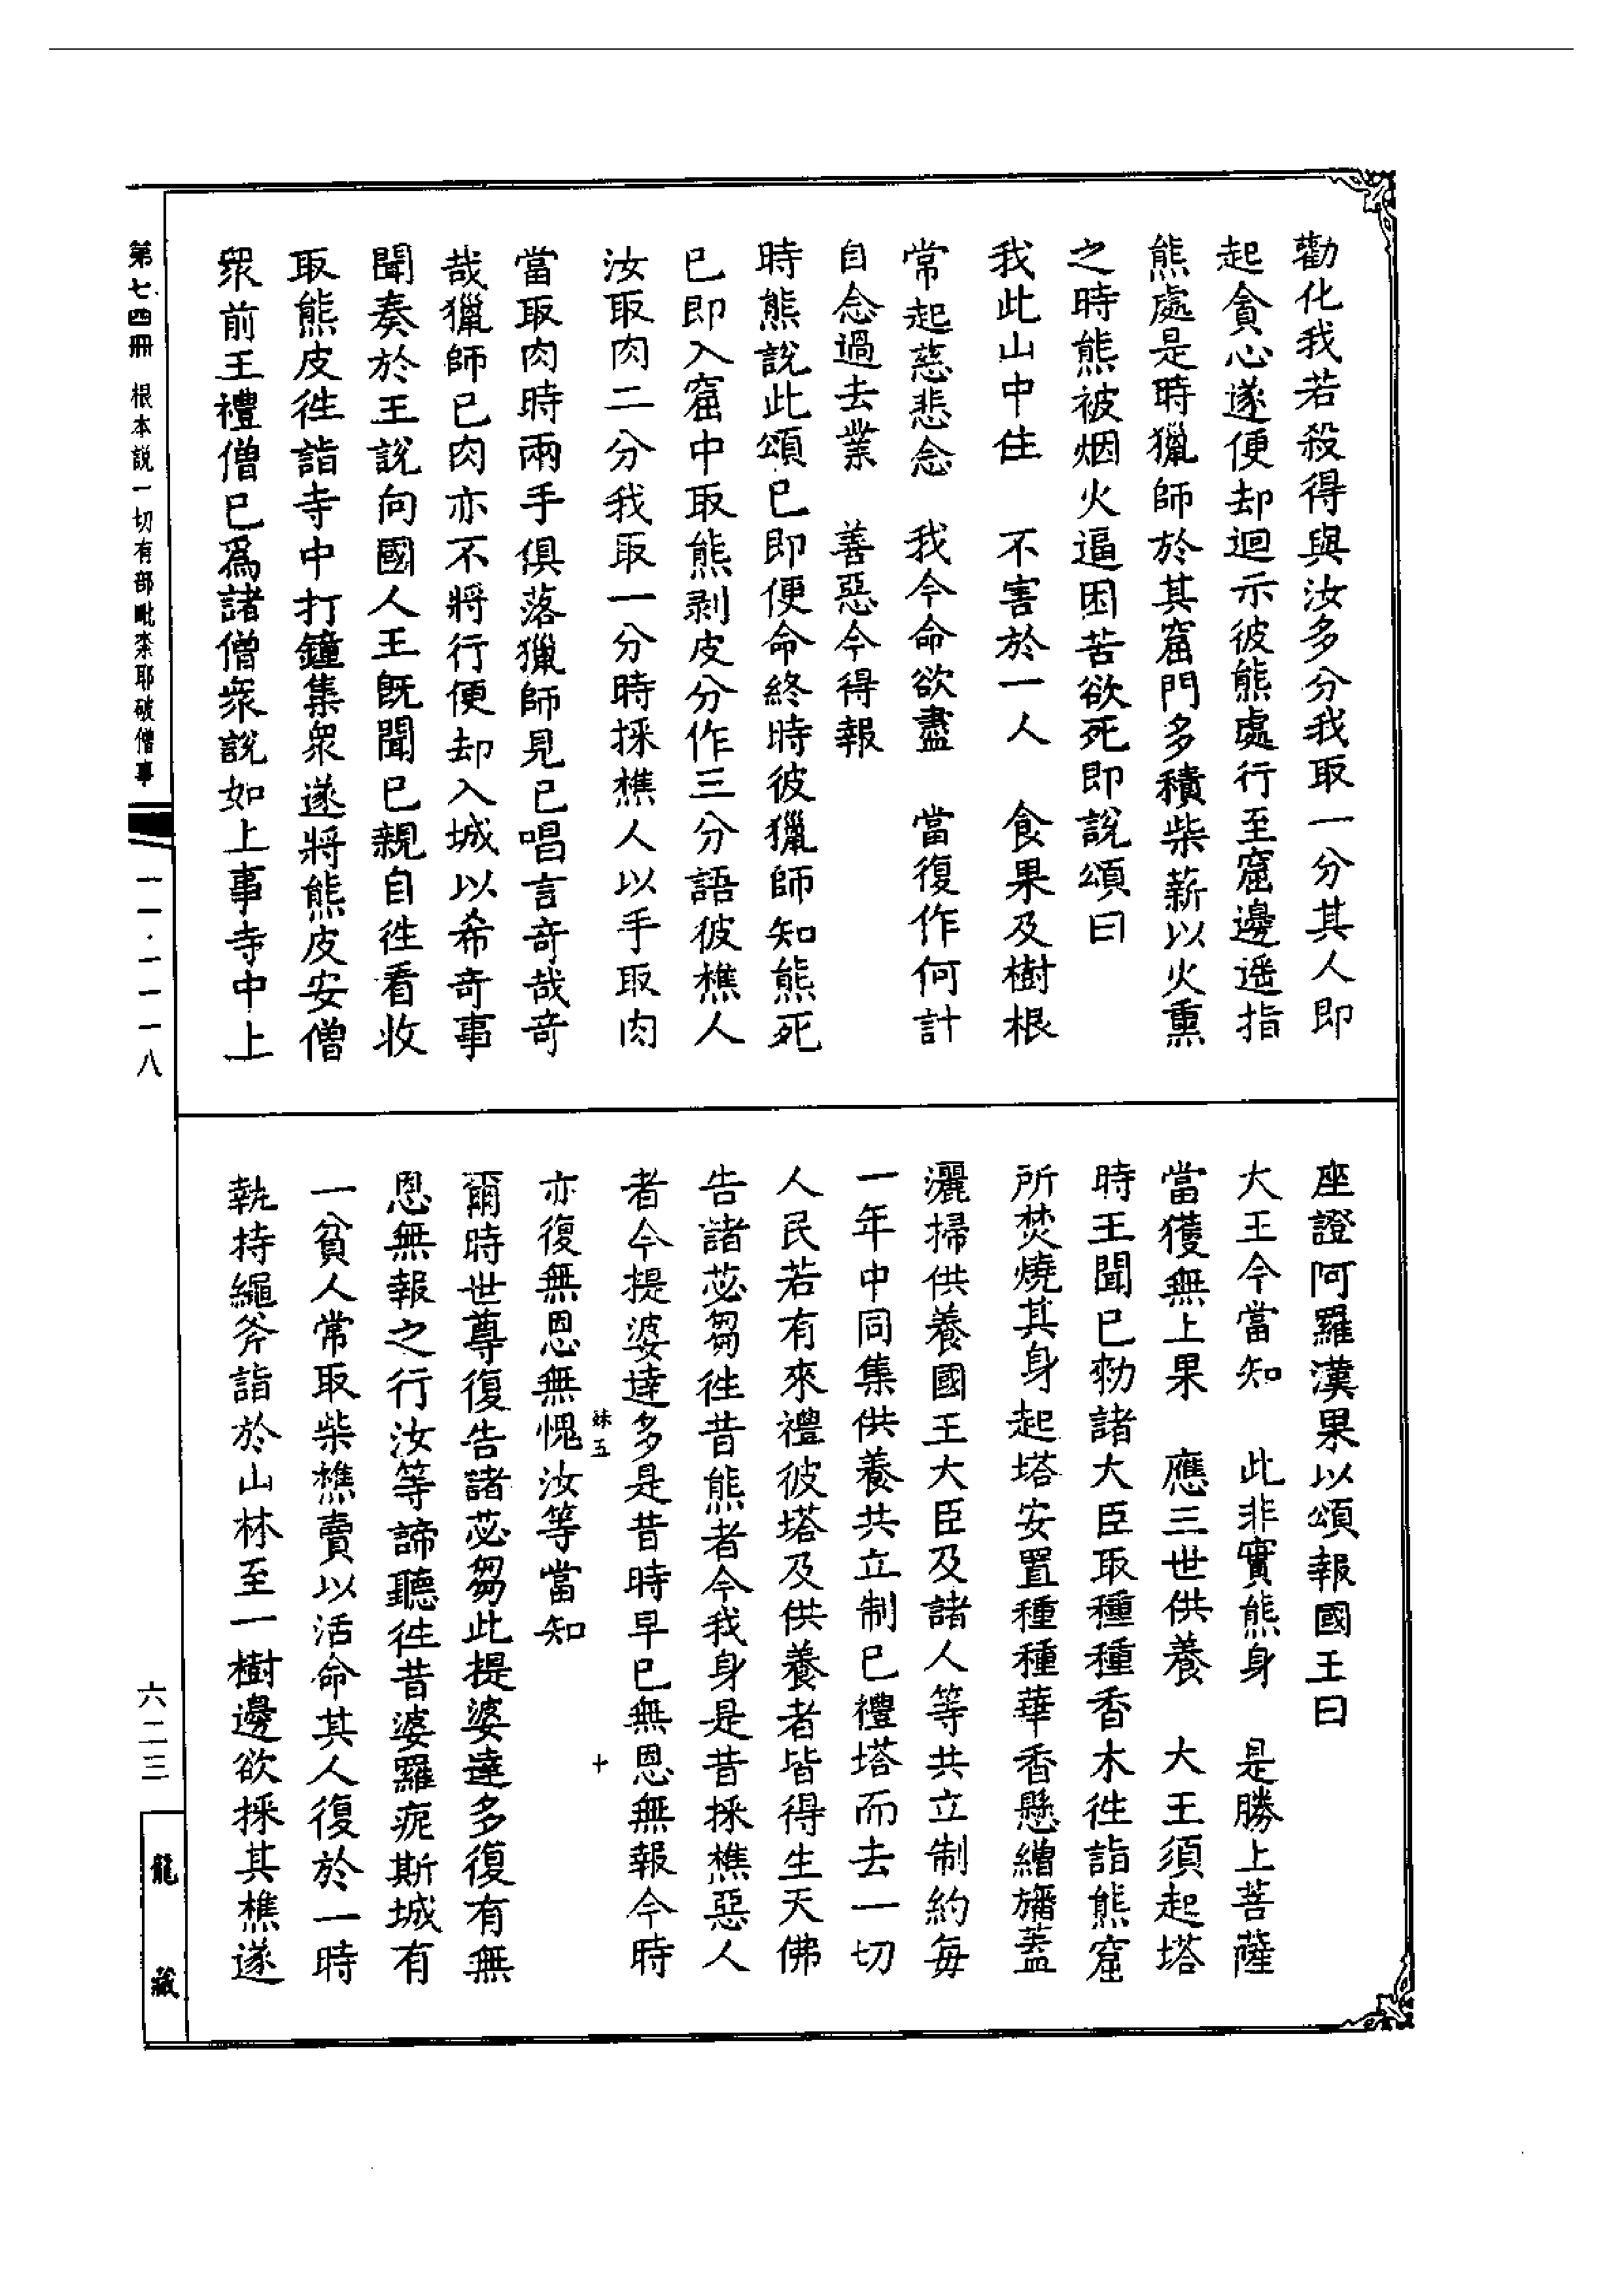 勸化我若殺得與汝多分我取一分其人即
起貪心遂便却迴示彼熊處行至窟邊遥指
熊處是時獵師於其窟門多積柴薪以火熏
之時熊被烟火逼困苦欲死即說頌曰
我此山中住　不害於一人　食果及樹根
常起慈悲念　我今命欲盡　當復作何計
自念過去業　善惡今得報
時熊說此頌已即便命終時彼獵師知熊死
已即入窟中取熊剥皮分作三分語彼樵人
汝取肉二分我取一分時採樵人以手取肉
當取肉時兩手俱落獵師見已唱言奇哉奇
哉獵師已肉亦不將行便却入城以希奇事
聞奏於王說向國人王旣聞已親自徃看收
取熊皮徃詣寺中打鐘集衆遂將熊皮安僧
衆前王禮僧已爲諸僧衆說如上事寺中上
座證阿羅漢果以頌報國王曰
大王今當知　此非實熊身　是勝上菩薩
當獲無上果　應三世供養　大王須起塔
時王聞已勑諸大臣取種種香木徃詣熊窟
所焚燒其身起塔安置種種華香懸繒旛蓋
灑掃供養國王大臣及諸人等共立制約每
一年中同集供養共立制已禮塔而去一切
人民若有來禮彼塔及供養者皆得生天佛
告諸苾芻徃昔熊者今我身是昔採樵惡人
者今提婆達多是昔時早已無恩無報今時
妹五　十
亦復無恩無愧汝等當知
爾時世尊復告諸苾芻此提婆達多復有無
恩無報之行汝等諦聽徃昔婆羅痆斯城有
一貧人常取柴樵賣以活命其人復於一時
執持繩斧詣於山林至一樹邊欲採其樵遂
第七四冊　根本説一切有部毗柰耶破僧事
一一·一一一八
六二三
龍藏